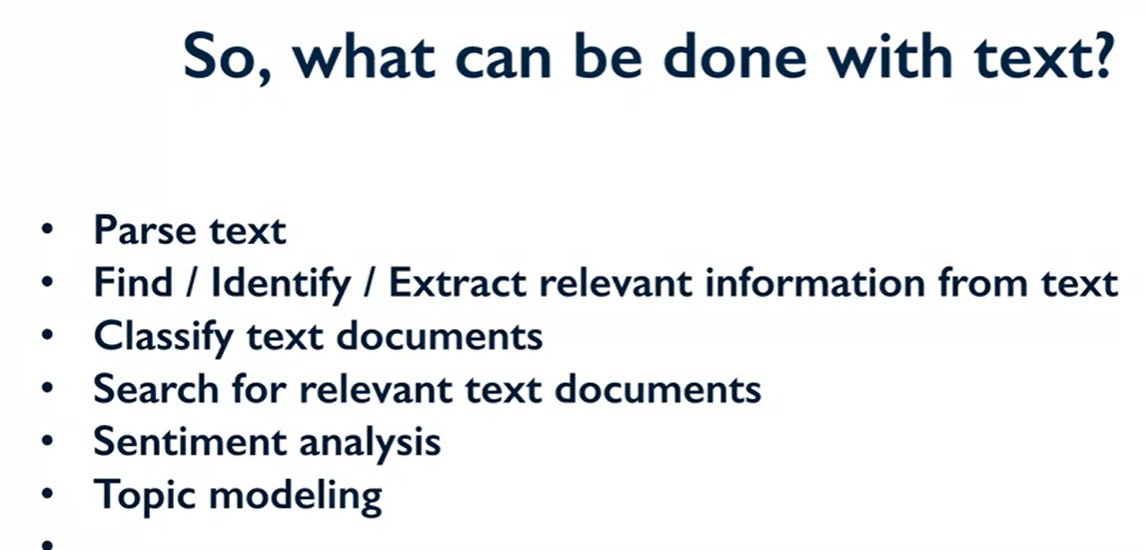 So, what can be done with text?
• Parse text
• Find / Identify / Extract relevant information from text
• Classify text documents
• Search for relevant text documents
• Sentiment analysis
• Topic modeling
•